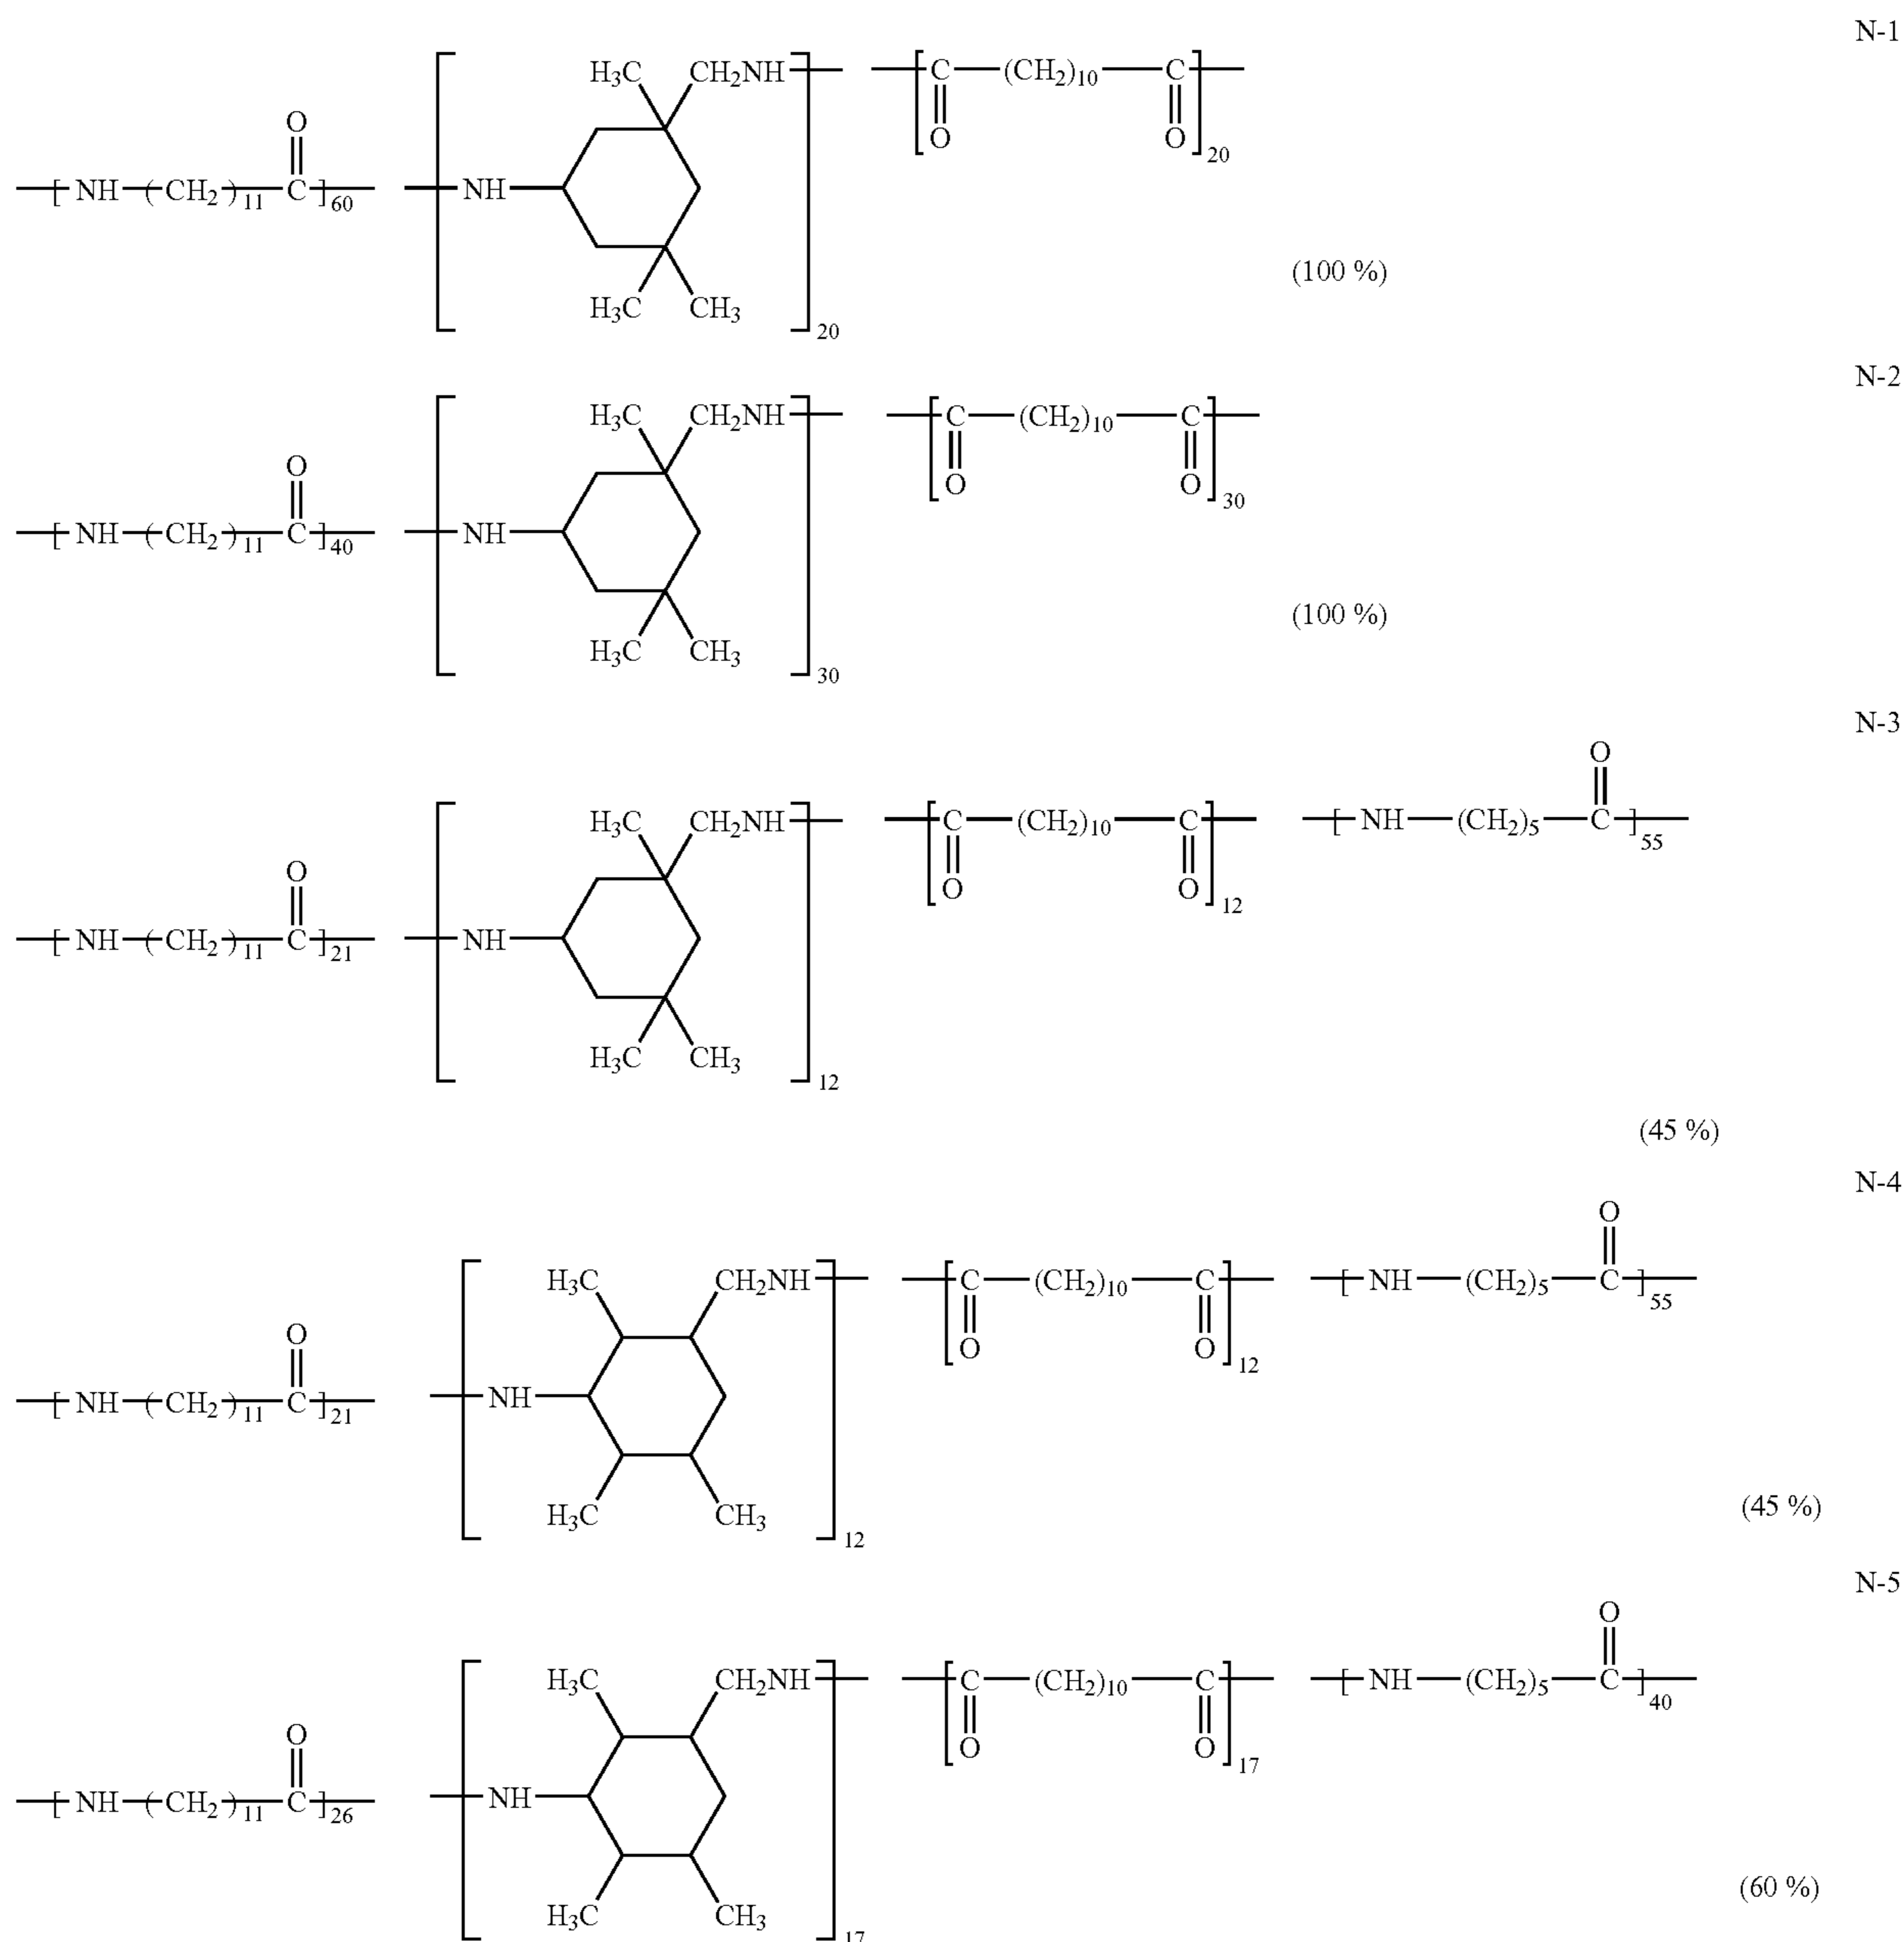 N-1
H₃C CH₂NH
[C—(CH₂)₁₀—C]₂₀
O O
O
[NH—(CH₂)₁₁—C]₆₀
NH
H₃C CH₃
20
(100 %)
N-2
H₃C CH₂NH
[C—(CH₂)₁₀—C]₃₀
O O
O
[NH—(CH₂)₁₁—C]₄₀
NH
H₃C CH₃
30
(100 %)
N-3
O
H₃C CH₂NH
[C—(CH₂)₁₀—C]₁₂
[NH—(CH₂)₅—C]₅₅
O O
O
[NH—(CH₂)₁₁—C]₂₁
NH
H₃C CH₃
12
(45 %)
N-4
O
H₃C CH₂NH
[C—(CH₂)₁₀—C]₁₂
[NH—(CH₂)₅—C]₅₅
O O
O
[NH—(CH₂)₁₁—C]₂₁
NH
H₃C CH₃
12
(45 %)
N-5
O
H₃C CH₂NH
[C—(CH₂)₁₀—C]₁₇
[NH—(CH₂)₅—C]₄₀
O O
O
[NH—(CH₂)₁₁—C]₂₆
NH
H₃C CH₃
17
(60 %)